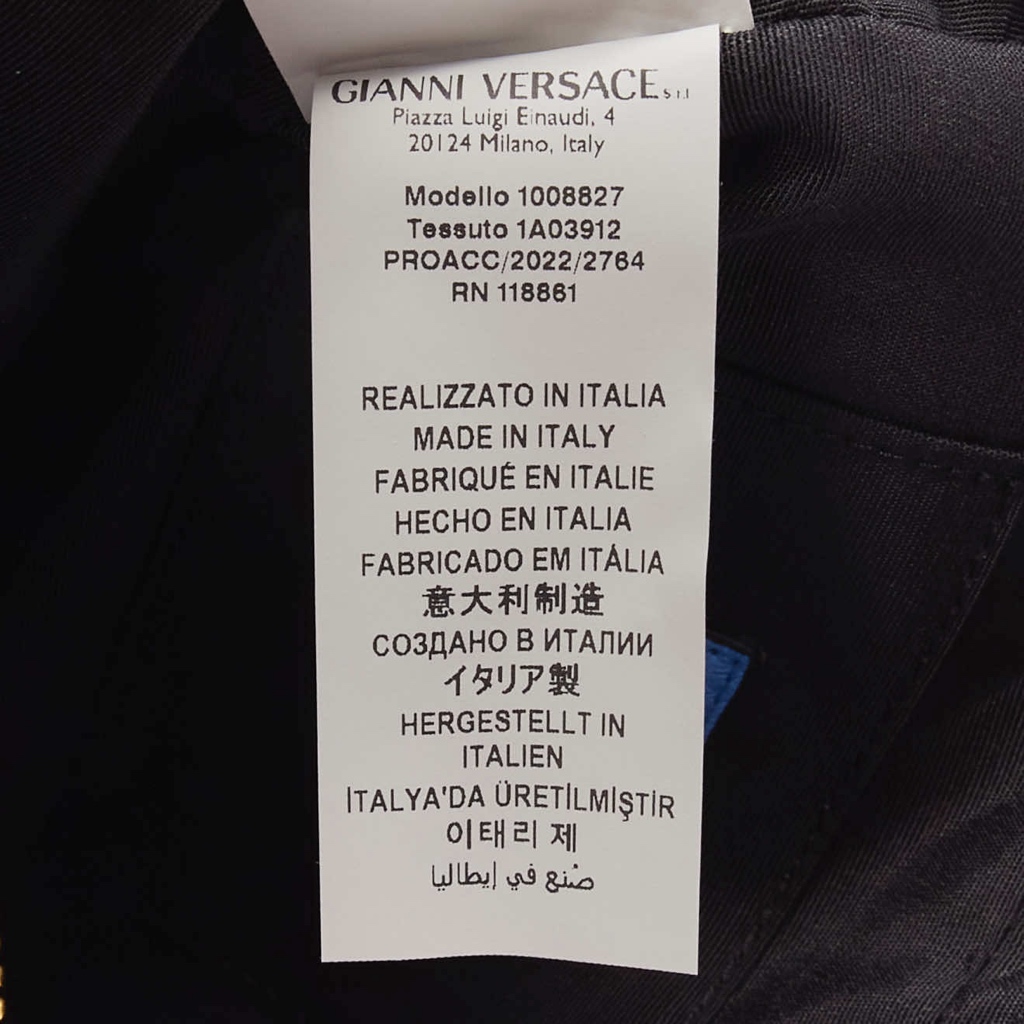 GIANNI VERSACE S.r.l
Piazza Luigi Einaudi, 4
20124 Milano, Italy
Modello 1008827
Tessuto 1A03912
PROACC/2022/2764
RN 118861
REALIZZATO IN ITALIA
MADE IN ITALY
FABRIQUÉ EN ITALIE
HECHO EN ITALIA
FABRICADO EM ITÁLIA
意大利制造
СОЗДАНО В ИТАЛИИ
イタリア製
HERGESTELLT IN
ITALIEN
İTALYA'DA ÜRETİLMİŞTİR
이태리 제
صُنع في إيطاليا